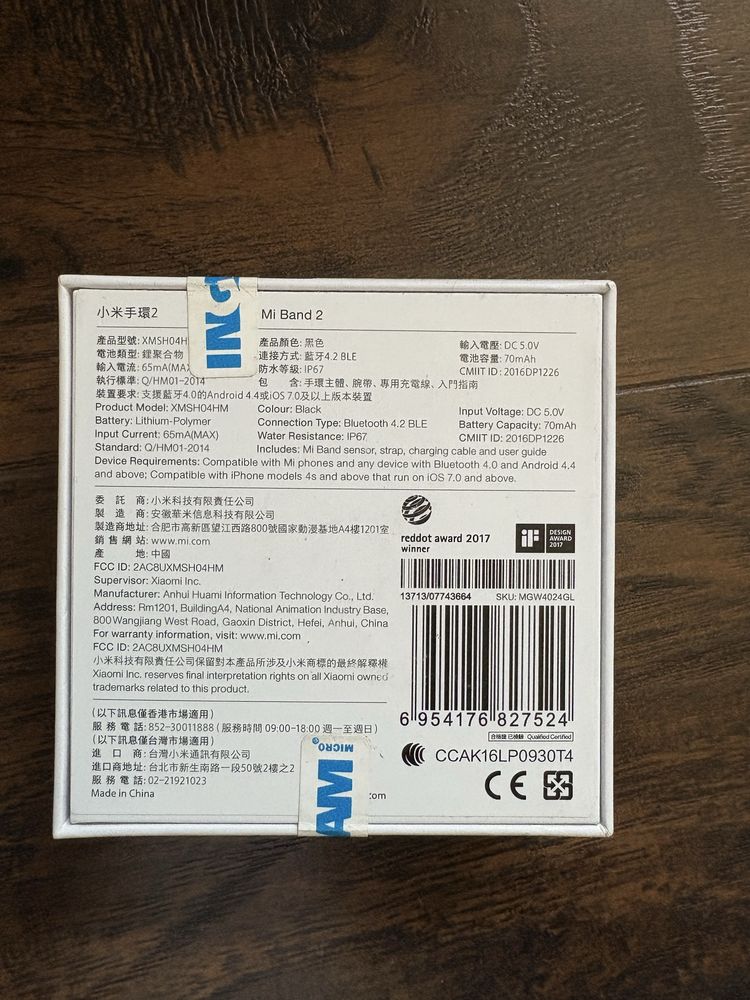 小米手環2 Mi Band 2
產品型號: XMSH04H 產品顏色: 黑色 輸入電壓: DC 5.0V
電池類型: 鋰聚合物 連接方式: 藍牙4.2 BLE 電池容量: 70mAh
輸入電流: 65mA(MAX 防水等級: IP67 CMIIT ID: 2016DP1226
執行標準: Q/HM01-2014 包 含: 手環主體、腕帶、專用充電線、入門指南
裝置要求: 支援藍牙4.0的Android 4.4或iOS 7.0及以上版本裝置
Product Model: XMSH04HM Colour: Black Input Voltage: DC 5.0V
Battery: Lithium-Polymer Connection Type: Bluetooth 4.2 BLE Battery Capacity: 70mAh
Input Current: 65mA(MAX) Water Resistance: IP67 CMIIT ID: 2016DP1226
Standard: Q/HM01-2014 Includes: Mi Band sensor, strap, charging cable and user guide
Device Requirements: Compatible with Mi phones and any device with Bluetooth 4.0 and Android 4.4
and above; Compatible with iPhone models 4s and above that run on iOS 7.0 and above.
委 託 商: 小米科技有限責任公司
製 造 商: 安徽華米信息科技有限公司
製造商地址: 合肥市高新區望江西路800號國家動漫基地A4樓1201室
銷 售 網 站: www.mi.com
產 地: 中國
FCC ID: 2AC8UXMSH04HM
Supervisor: Xiaomi Inc.
Manufacturer: Anhui Huami Information Technology Co., Ltd.
Address: Rm1201, BuildingA4, National Animation Industry Base,
800 Wangjiang West Road, Gaoxin District, Hefei, Anhui, China
For warranty information, visit: www.mi.com
FCC ID: 2AC8UXMSH04HM
小米科技有限責任公司保留對本產品所涉及小米商標的最終解釋權
Xiaomi Inc. reserves final interpretation rights on all Xiaomi owned
trademarks related to this product.
(以下訊息僅香港市場適用)
服 務 電 話: 852-30011888 ( 服務時間 09:00-18:00 週一至週日)
(以下訊息僅台灣市場適用)
進 口 商: 台灣小米通訊有限公司
進口商地址: 台北市新生南路一段50號2樓之2
服 務 電 話: 02-21921023
Made in China
.com
reddot award 2017
winner
iF
DESIGN
AWARD
2017
13713/07743664 SKU: MGW4024GL
6 954176 827524
合格證 已檢驗 Qualified Certified
CCAK16LP0930T4
CE
ING
MICRO®
AM